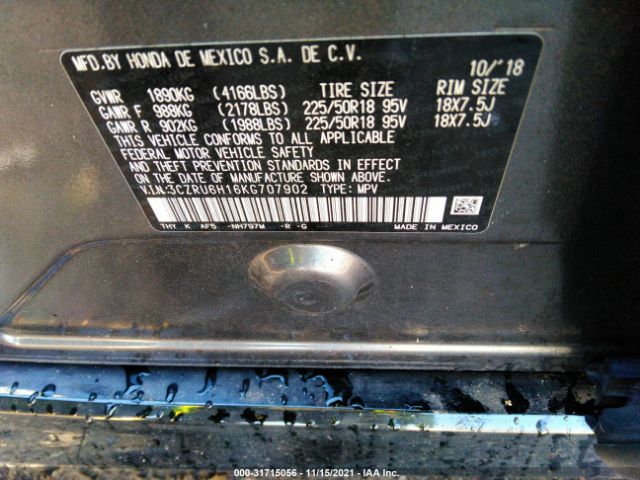 MFD. BY HONDA DE MEXICO S.A. DE C.V. 10/'18
GVWR 1890KG (4166LBS) TIRE SIZE RIM SIZE
GAWR F 988KG (2178LBS) 225/50R18 95V 18X7.5J
GAWR R 902KG (1988LBS) 225/50R18 95V 18X7.5J
THIS VEHICLE CONFORMS TO ALL APPLICABLE
FEDERAL MOTOR VEHICLE SAFETY
AND THEFT PREVENTION STANDARDS IN EFFECT
ON THE DATE OF MANUFACTURE SHOWN ABOVE.
V.I.N.:3CZRU6H16KG707902 TYPE: MPV
THY K AF5 -NH797M -R -G MADE IN MEXICO
000-31715056 - 11/15/2021 - IAA Inc.